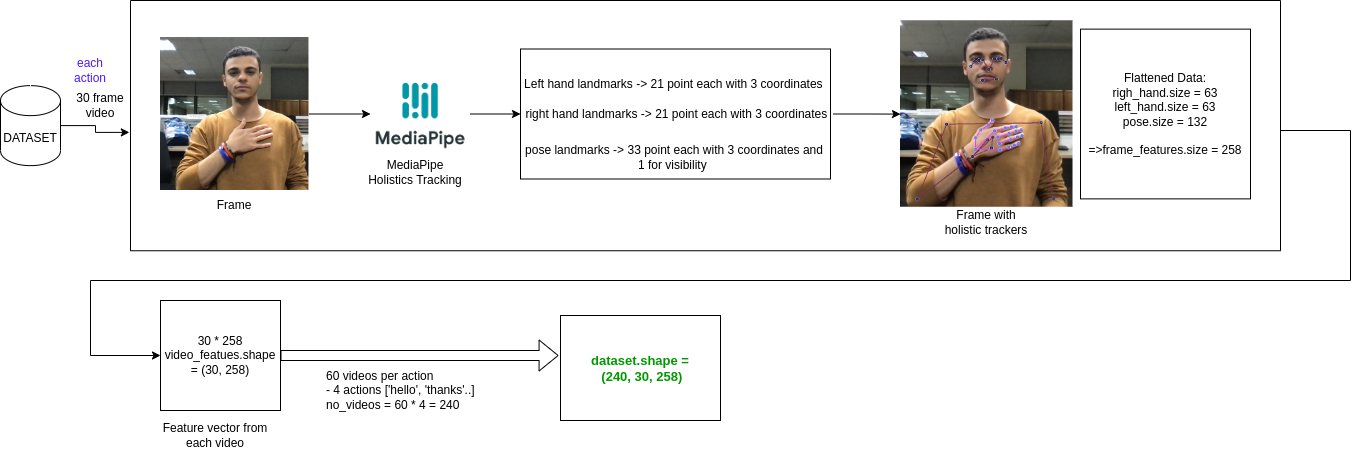 each
action
30 frame
video
DATASET
Frame
MediaPipe
MediaPipe
Holistics Tracking
Left hand landmarks -> 21 point each with 3 coordinates
right hand landmarks -> 21 point each with 3 coordinates
pose landmarks -> 33 point each with 3 coordinates and
1 for visibility
Frame with
holistic trackers
Flattened Data:
righ_hand.size = 63
left_hand.size = 63
pose.size = 132
=>frame_features.size = 258
30 * 258
video_featues.shape
= (30, 258)
Feature vector from
each video
60 videos per action
- 4 actions ['hello', 'thanks'..]
no_videos = 60 * 4 = 240
dataset.shape =
(240, 30, 258)